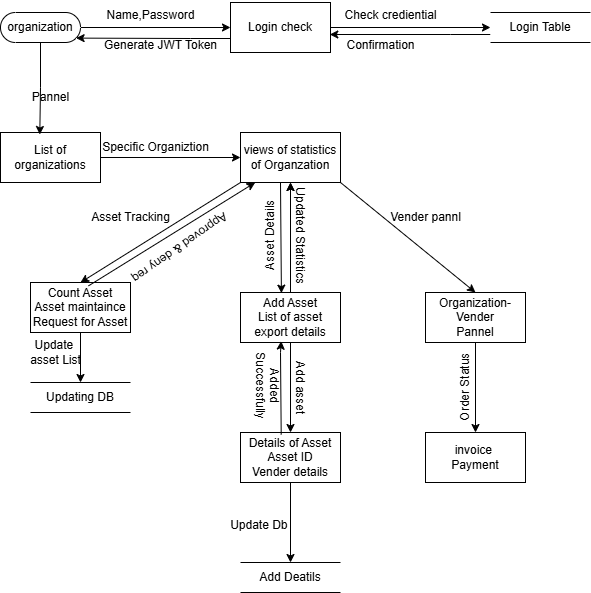 Name,Password
organization
Login check
Generate JWT Token
Check crediential
Confirmation
Login Table
Pannel
List of
organizations
Specific Organiztion
views of statistics
of Organzation
Asset Tracking
Approved & deny req
Asset Details
Updated Statistics
Vender pannl
Count Asset
Asset maintaince
Request for Asset
Add Asset
List of asset
export details
Organization-
Vender
Pannel
Update
asset List
Updating DB
Added
Successfully
Add asset
Order Status
Details of Asset
Asset ID
Vender details
invoice
Payment
Update Db
Add Deatils